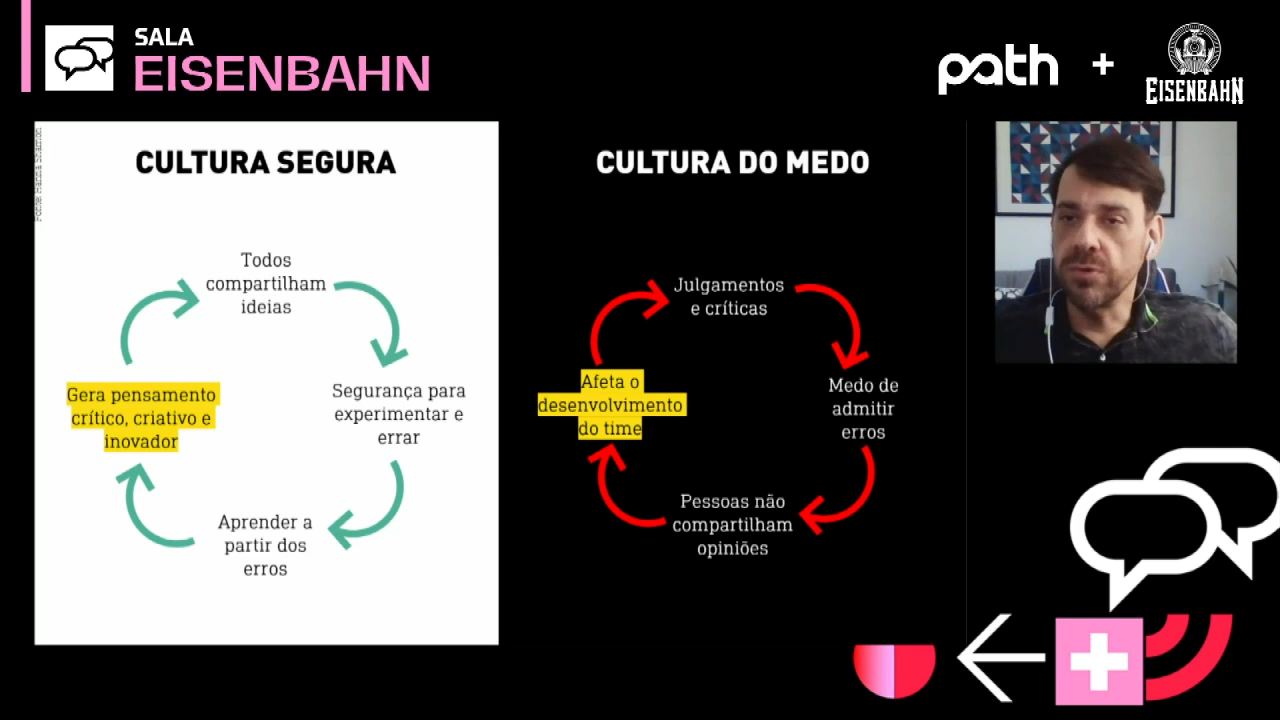 SALA
EISENBAHN
path +
EISENBAHN
CULTURA SEGURA
Todos
compartilham
ideias
Segurança para
experimentar e
errar
Aprender a
partir dos
erros
Gera pensamento
crítico, criativo e
inovador
CULTURA DO MEDO
Julgamentos
e críticas
Medo de
admitir
erros
Pessoas não
compartilham
opiniões
Afeta o
desenvolvimento
do time